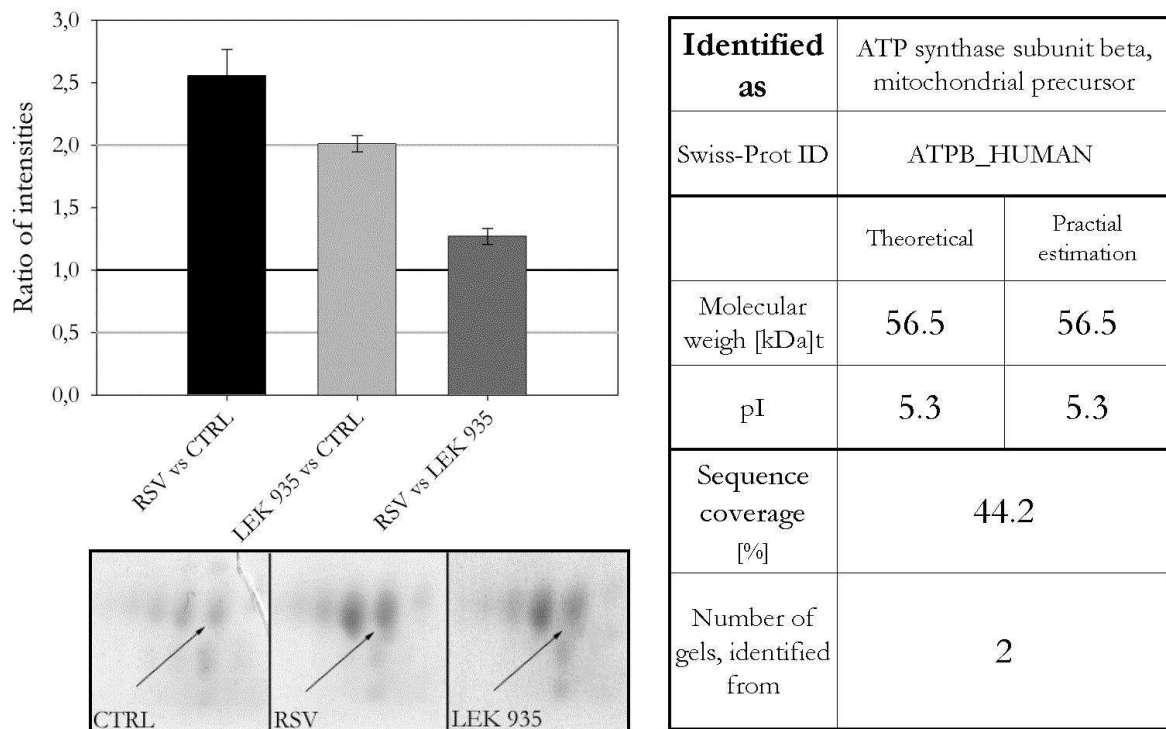 3,0
2,5
2,0
1,5
1,0
0,5
0,0
Ratio of intensities
RSV vs CTRL
LEK 935 vs CTRL
RSV vs LEK 935
CTRL
RSV
LEK 935
Identified
as
ATP synthase subunit beta,
mitochondrial precursor
Swiss-Prot ID
ATPB_HUMAN
Theoretical
Practial
estimation
Molecular
weigh [kDa]t
56.5
56.5
pI
5.3
5.3
Sequence
coverage
[%]
44.2
Number of
gels, identified
from
2